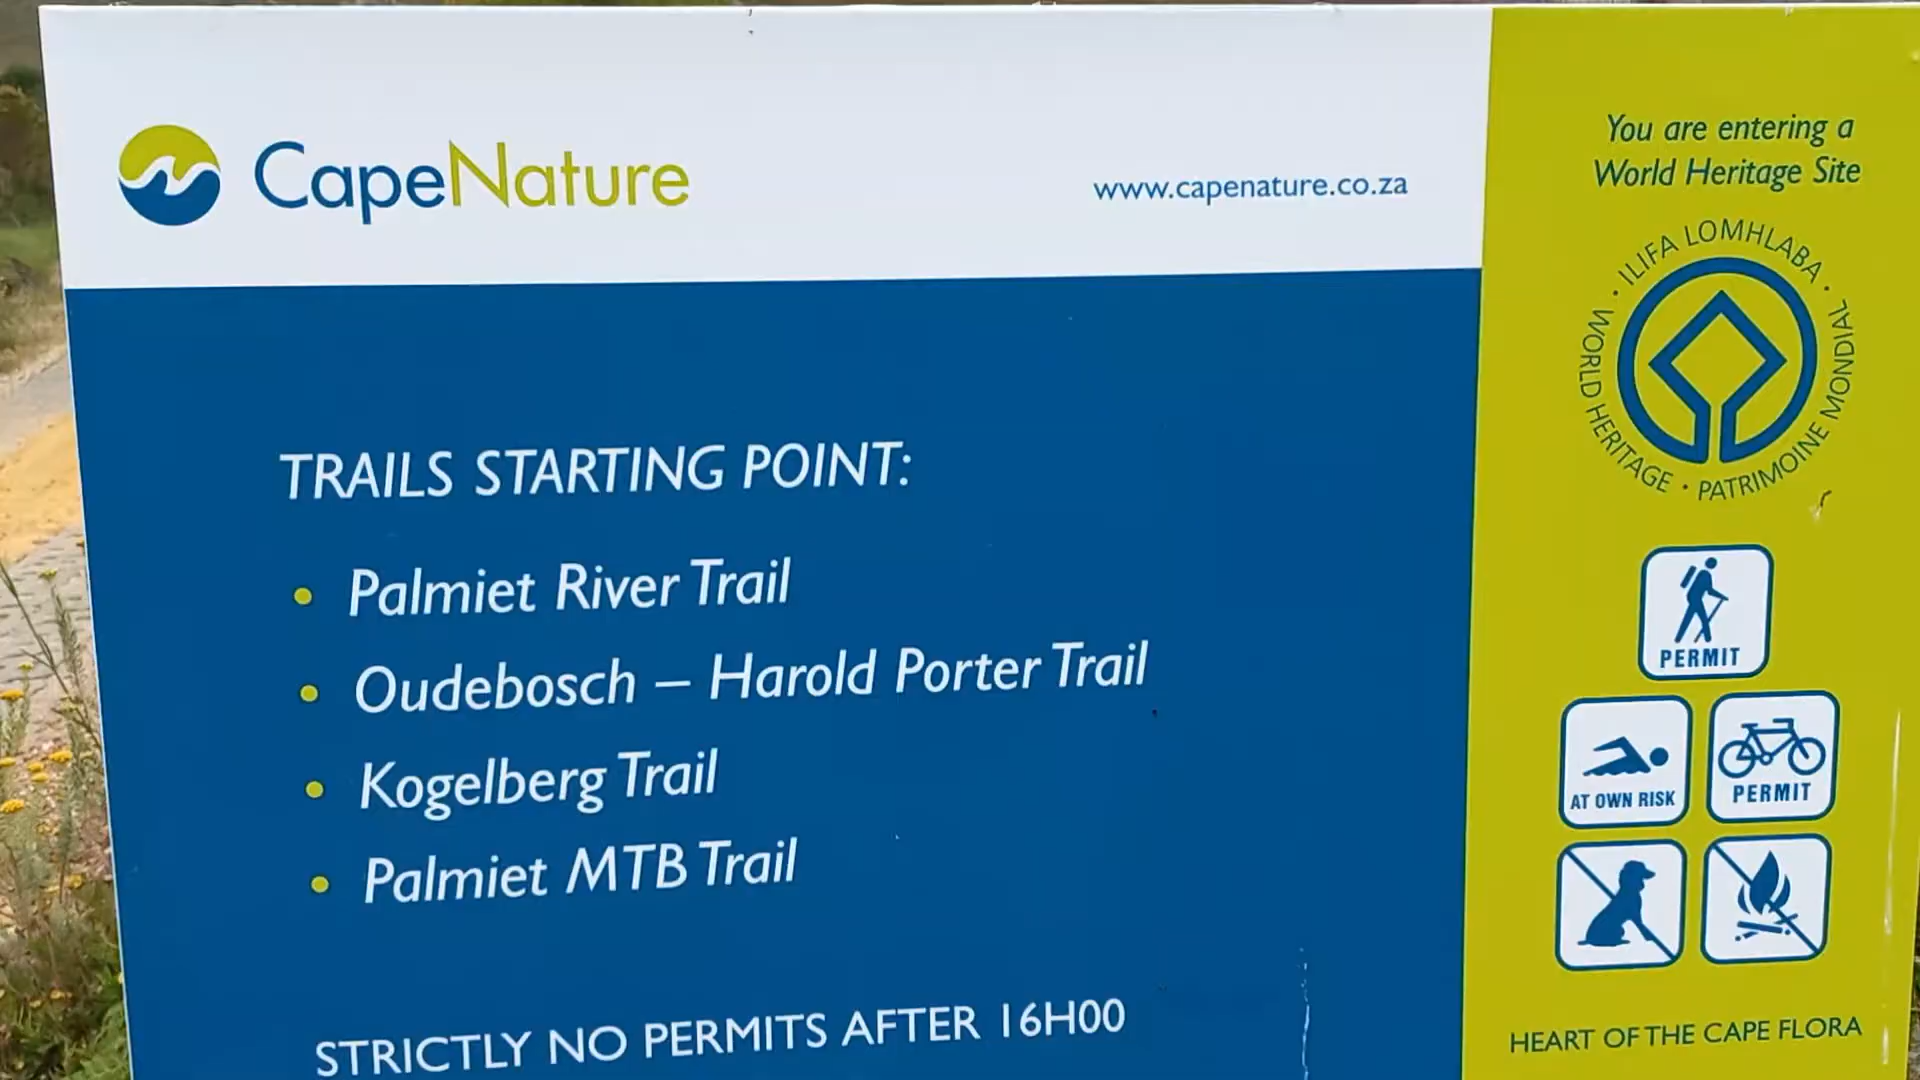 CapeNature
www.capenature.co.za
TRAILS STARTING POINT:
• Palmiet River Trail
• Oudebosch – Harold Porter Trail
• Kogelberg Trail
• Palmiet MTB Trail
STRICTLY NO PERMITS AFTER 16H00
You are entering a
World Heritage Site
· ILIFA LOMHLABA ·
WORLD HERITAGE · PATRIMOINE MONDIAL
PERMIT
AT OWN RISK
PERMIT
HEART OF THE CAPE FLORA